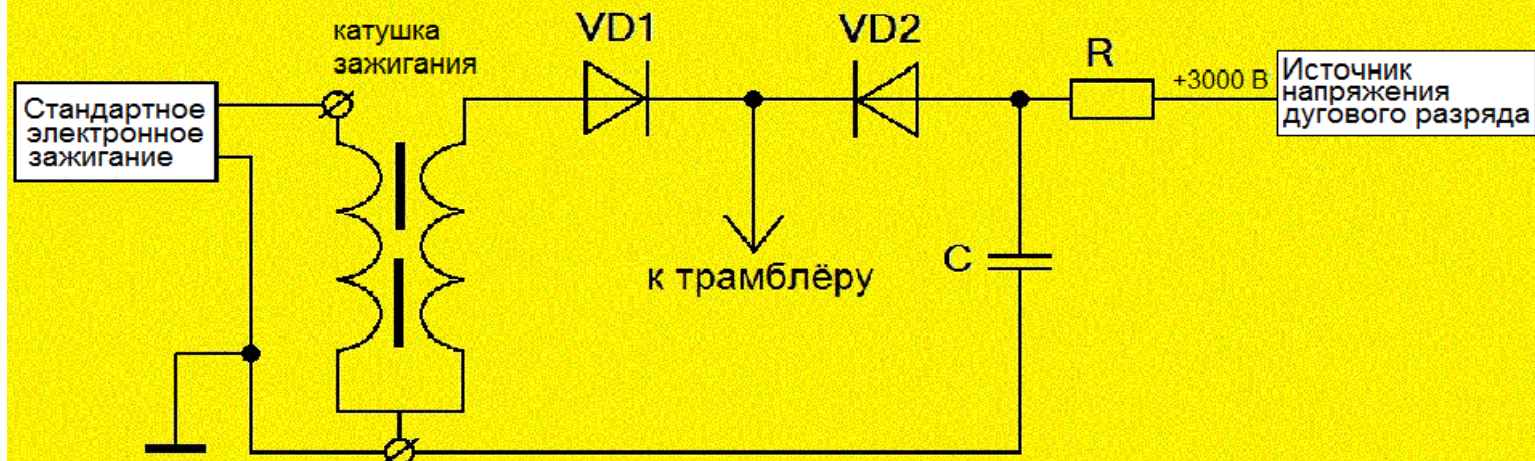 катушка
зажигания
VD1
VD2
R
+3000 В
Источник
напряжения
дугового разряда
Стандартное
электронное
зажигание
к трамблёру
C